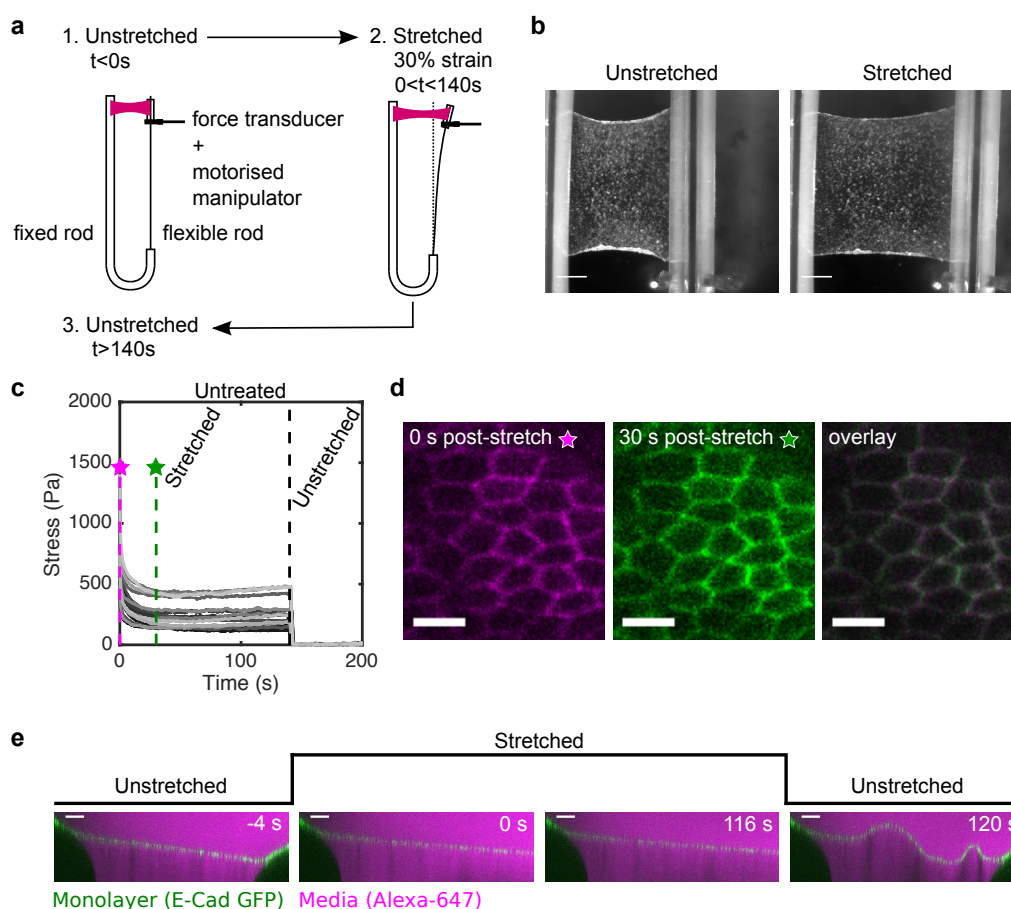 a
1. Unstretched
t<0s
2. Stretched
30% strain
0<t<140s
force transducer
+
motorised
manipulator
fixed rod
flexible rod
3. Unstretched
t>140s
b
Unstretched
Stretched
c
Untreated
Stretched
Unstretched
Stress (Pa)
2000
1500
1000
500
0
0
100
200
Time (s)
d
0 s post-stretch
30 s post-stretch
overlay
e
Stretched
Unstretched
Unstretched
-4 s
0 s
116 s
120 s
Monolayer (E-Cad GFP) Media (Alexa-647)